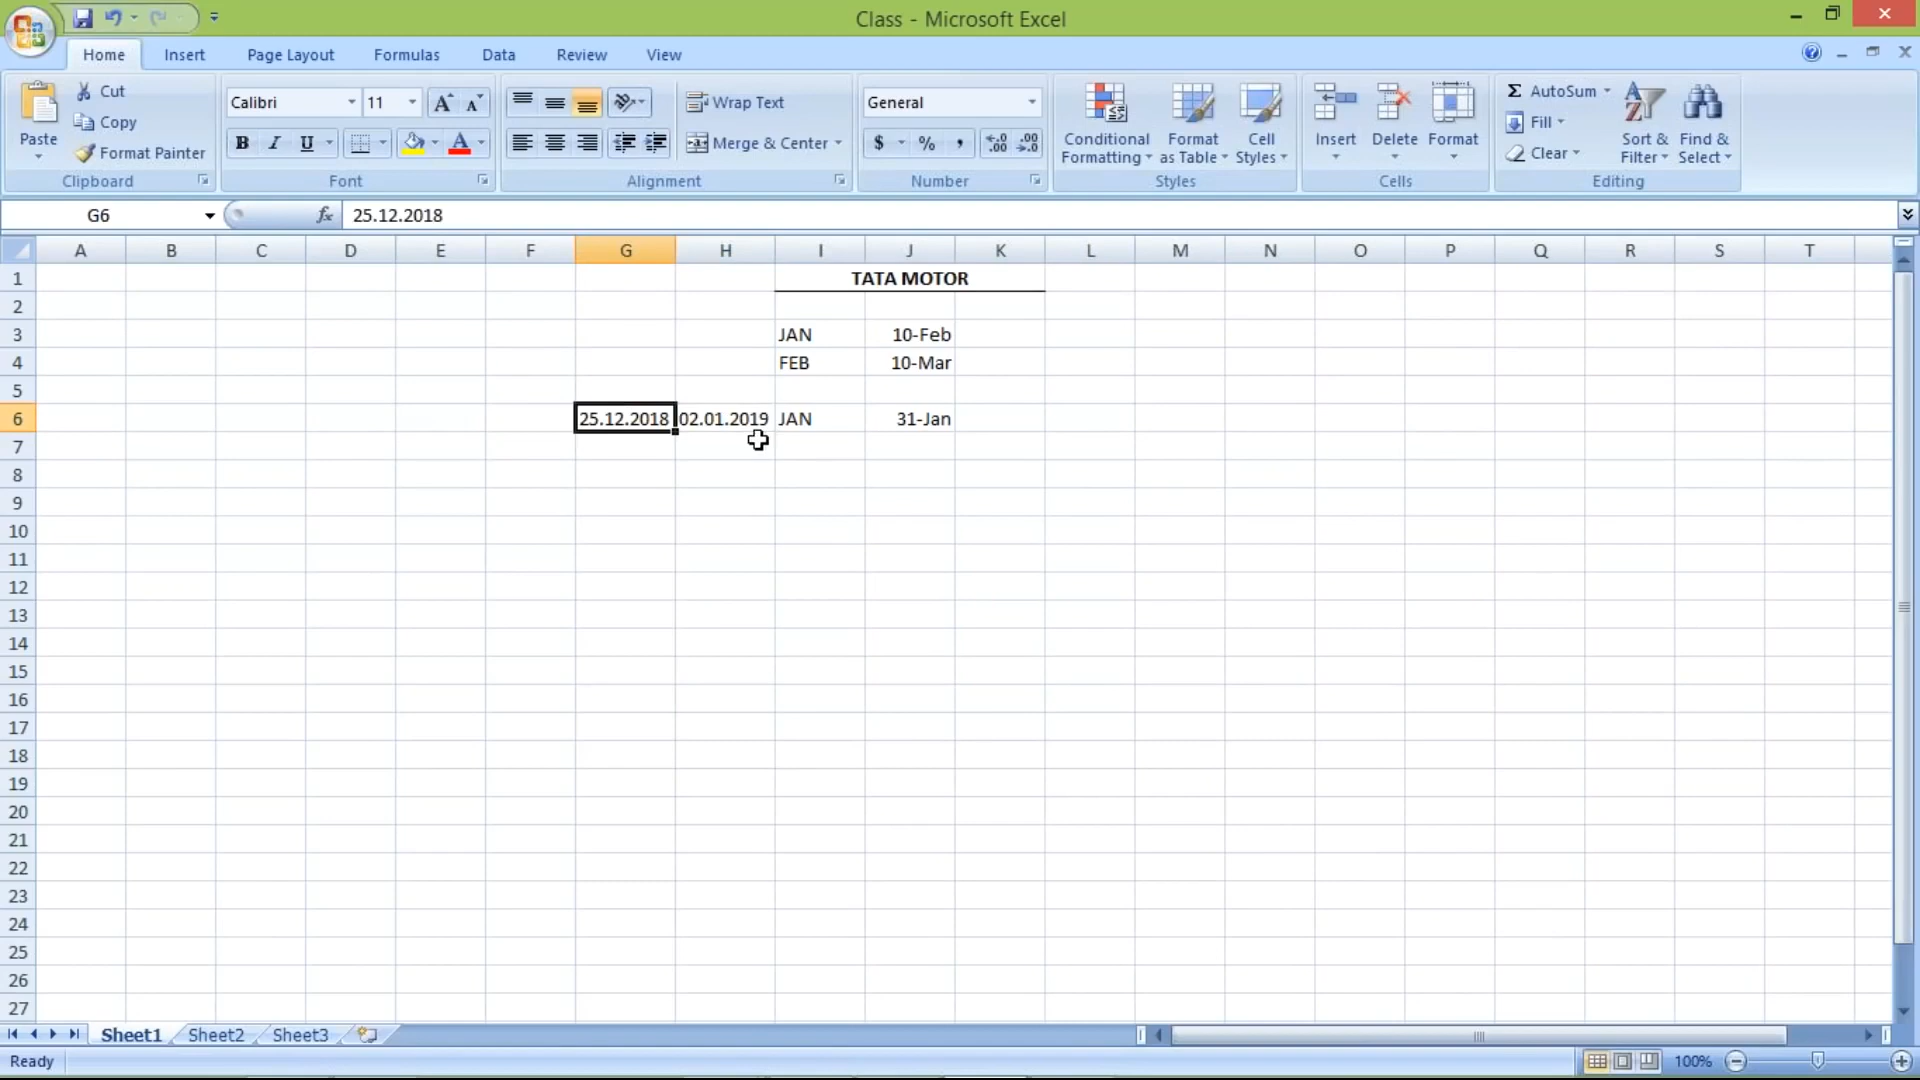 Class - Microsoft Excel
Home Insert Page Layout Formulas Data Review View
Cut
Copy
Format Painter
Paste
Clipboard
Calibri 11
B I U
Font
Wrap Text
Merge & Center
Alignment
General
$ % ,
Number
Conditional Formatting
Format as Table
Cell Styles
Styles
Insert Delete Format
Cells
AutoSum
Fill
Clear
Sort & Filter
Find & Select
Editing
G6 fx 25.12.2018
A B C D E F G H I J K L M N O P Q R S T
1 TATA MOTOR
2
3 JAN 10-Feb
4 FEB 10-Mar
5
6 25.12.2018 02.01.2019 JAN 31-Jan
7
8
9
10
11
12
13
14
15
16
17
18
19
20
21
22
23
24
25
26
27
Sheet1 Sheet2 Sheet3
Ready 100%